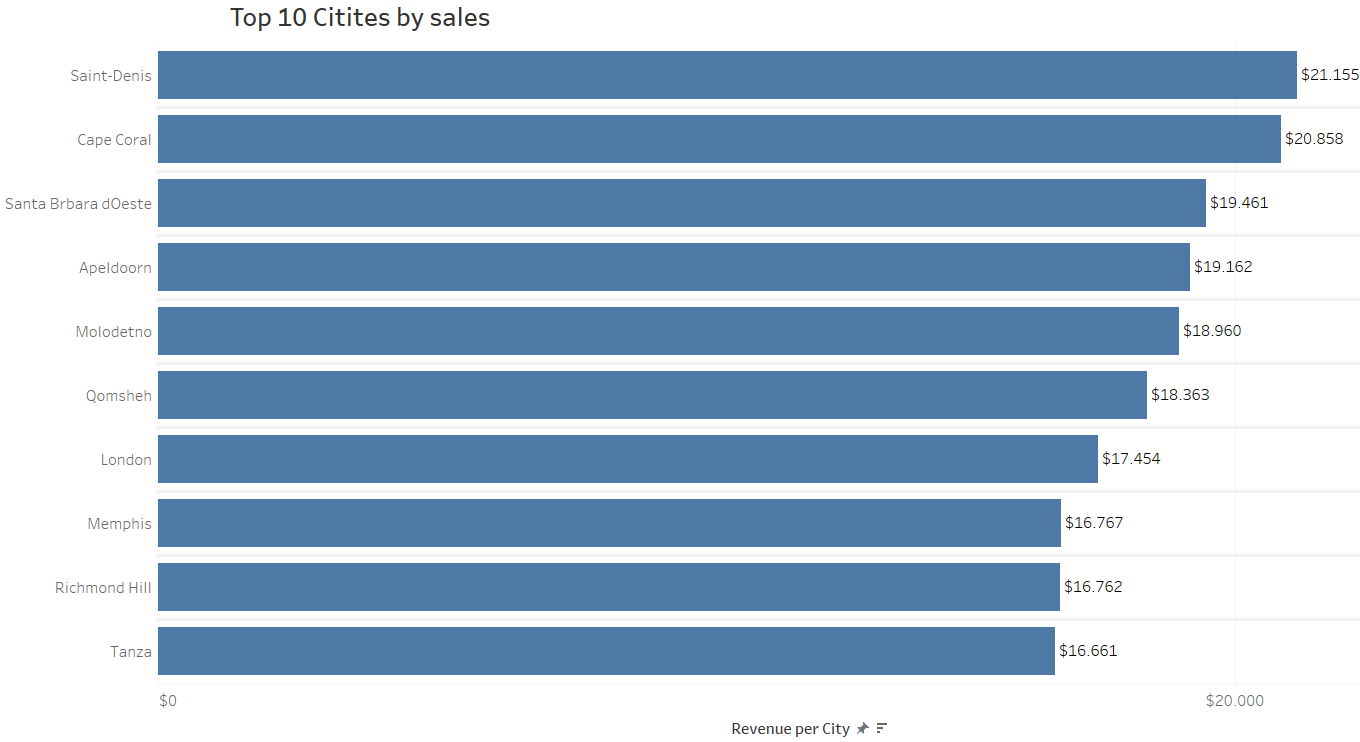 Top 10 Citites by sales
Saint-Denis $21.155
Cape Coral $20.858
Santa Brbara dOeste $19.461
Apeldoorn $19.162
Molodetno $18.960
Qomsheh $18.363
London $17.454
Memphis $16.767
Richmond Hill $16.762
Tanza $16.661
$0 $20.000
Revenue per City